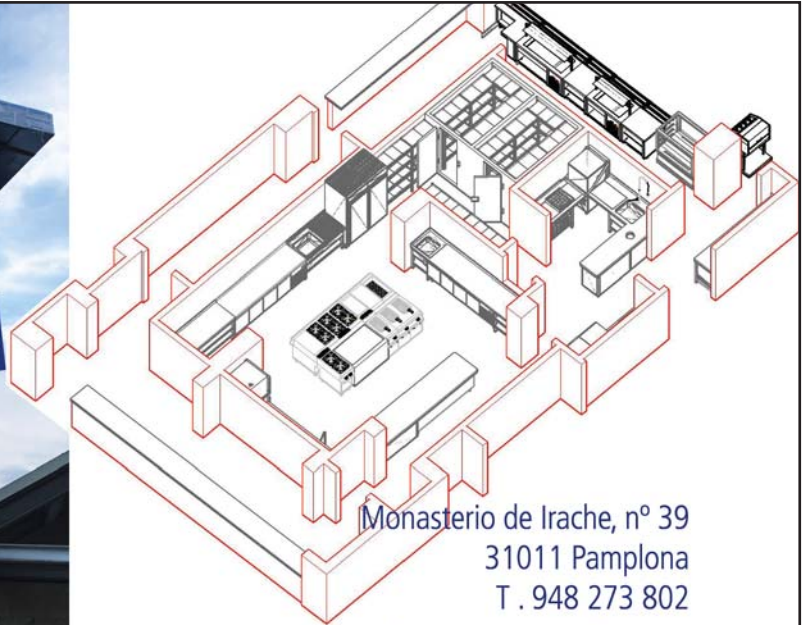 Monasterio de Irache, nº 39
31011 Pamplona
T . 948 273 802